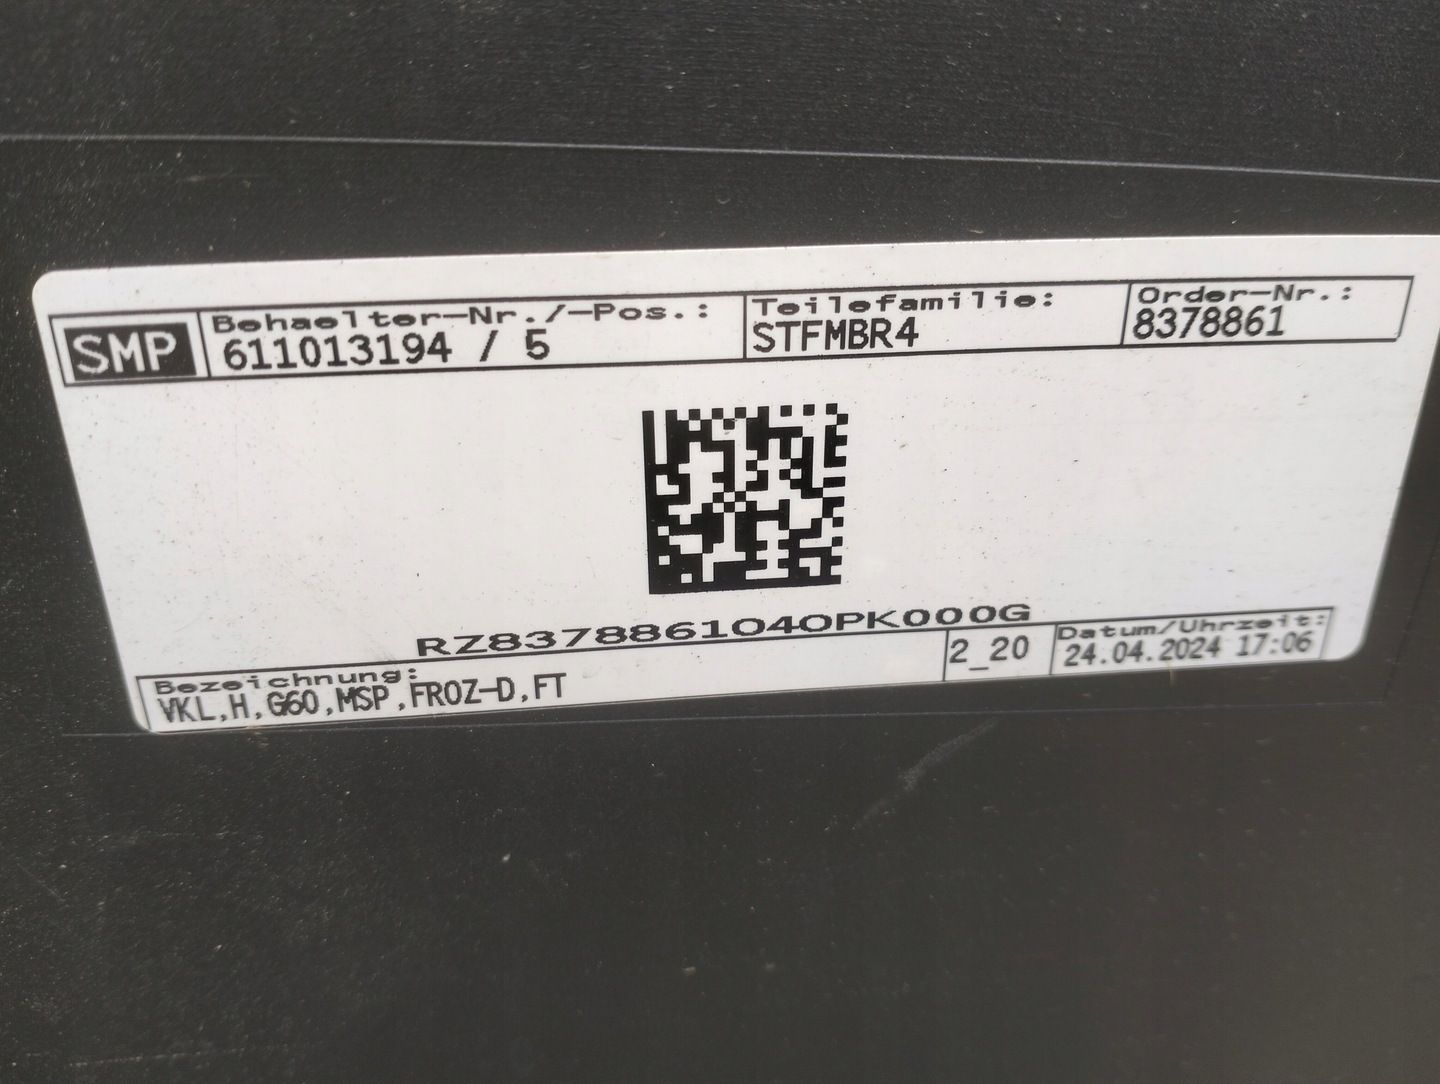 SMP
Behaelter-Nr./-Pos.:
611013194 / 5
Teilefamilie:
STFMBR4
Order-Nr.:
8378861
RZ8378861040PK000G
Bezeichnung:
VKL,H,G60,MSP,FROZ-D,FT
2_20
Datum/Uhrzeit:
24.04.2024 17:06